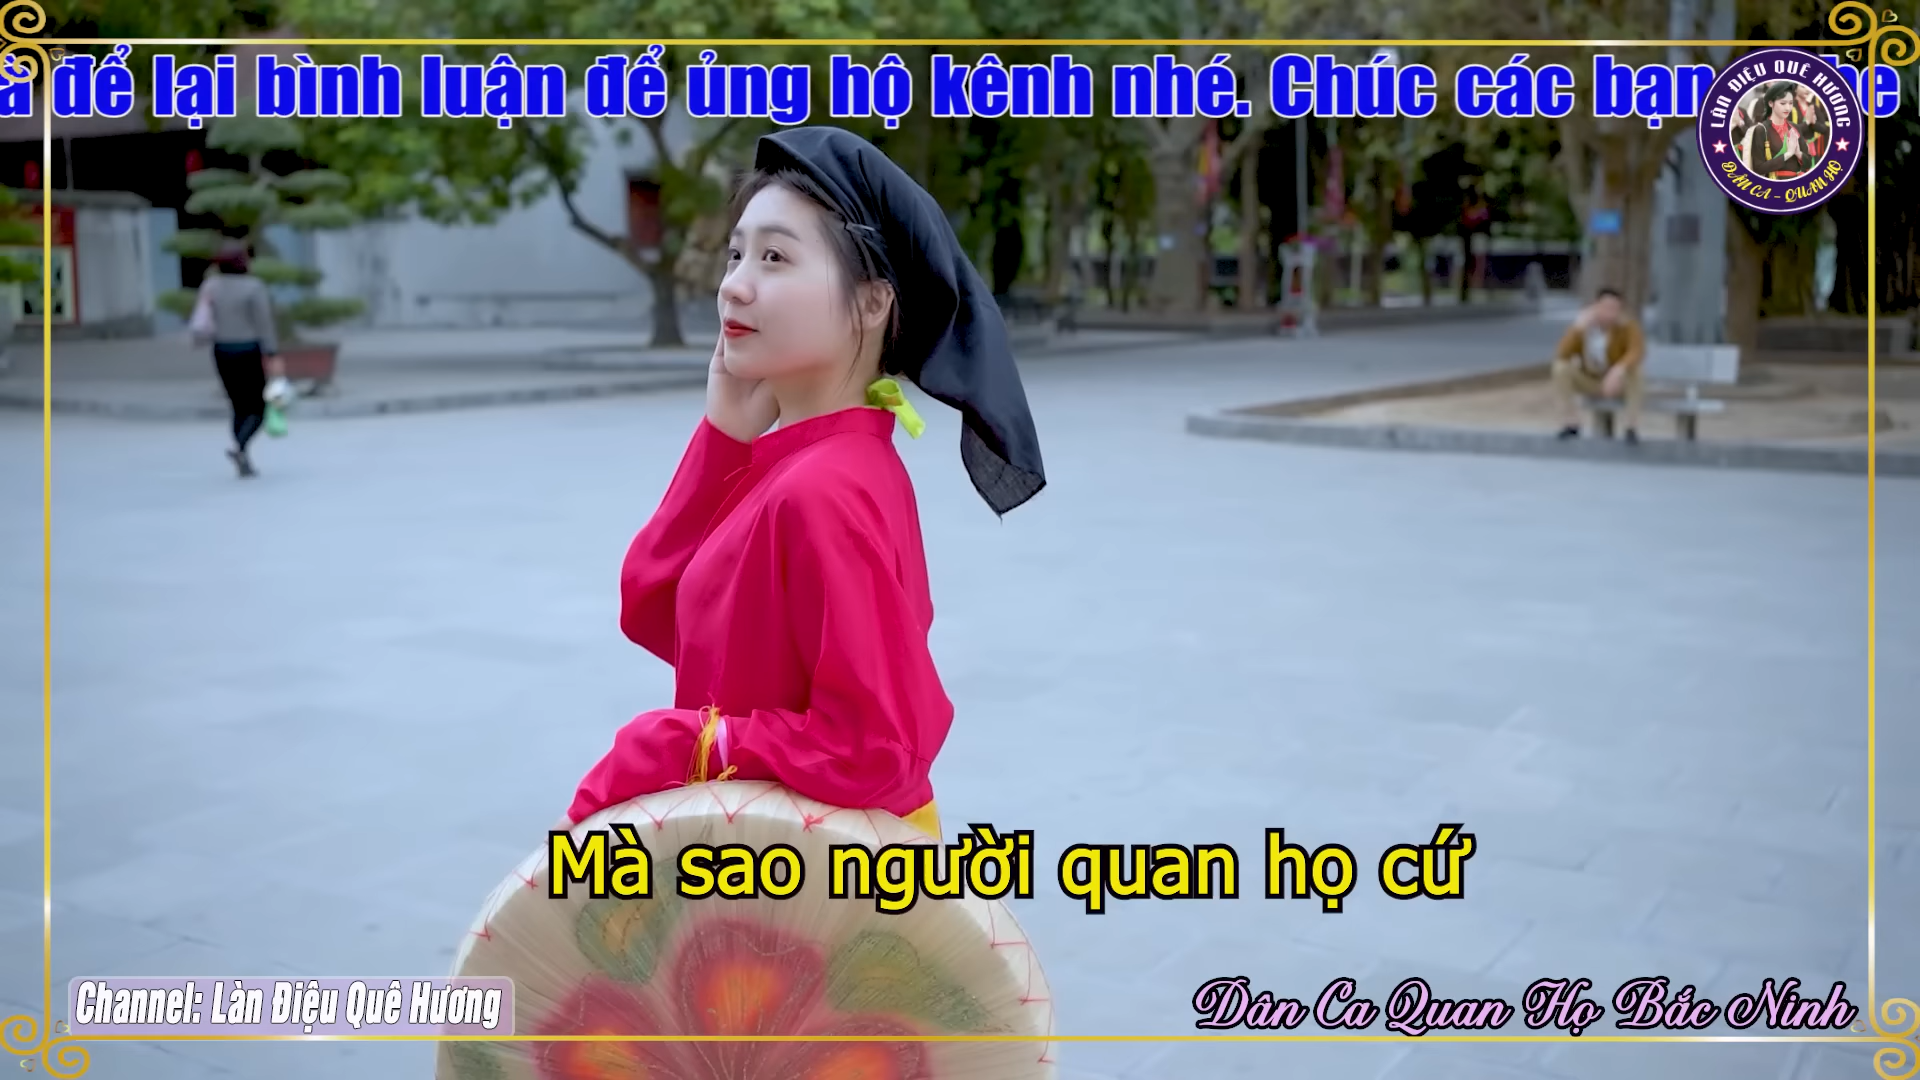 để lại bình luận để ủng hộ kênh nhé. Chúc các bạn
LÀN ĐIỆU QUÊ HƯƠNG
DÂN CA - QUAN HỌ
Mà sao người quan họ cứ
Channel: Làn Điệu Quê Hương
Dân Ca Quan Họ Bắc Ninh